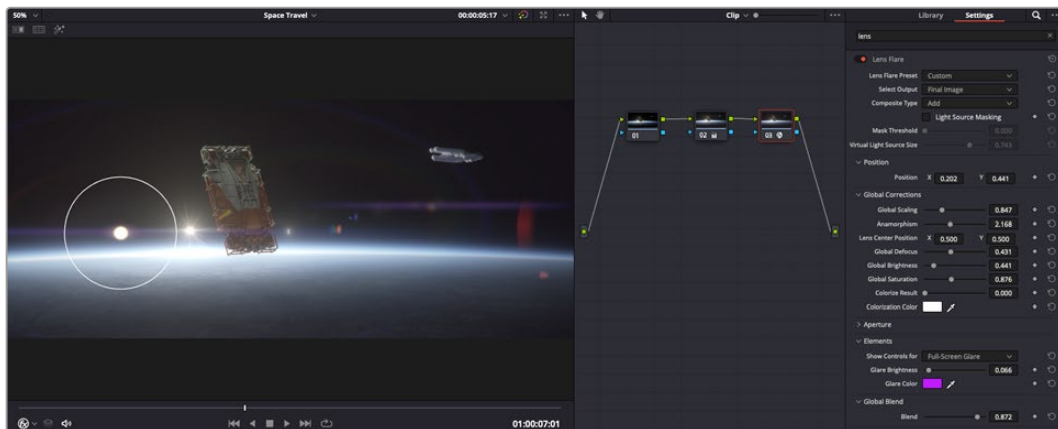 50%
Space Travel
00:00:05:17
Clip
Library
Settings
lens
Lens Flare
Lens Flare Preset Custom
Select Output Final Image
Composite Type Add
Light Source Masking
Mask Threshold 0.000
Virtual Light Source Size 0.743
Position
Position X 0.202 Y 0.441
Global Corrections
Global Scaling 0.847
Anamorphism 2.168
Lens Center Position X 0.500 Y 0.500
Global Defocus 0.431
Global Brightness 0.441
Global Saturation 0.876
Colorize Result 0.000
Colorization Color
Aperture
Elements
Show Controls for Full-Screen Glare
Glare Brightness 0.066
Glare Color
Global Blend
Blend 0.872
01
02
03
01:00:07:01